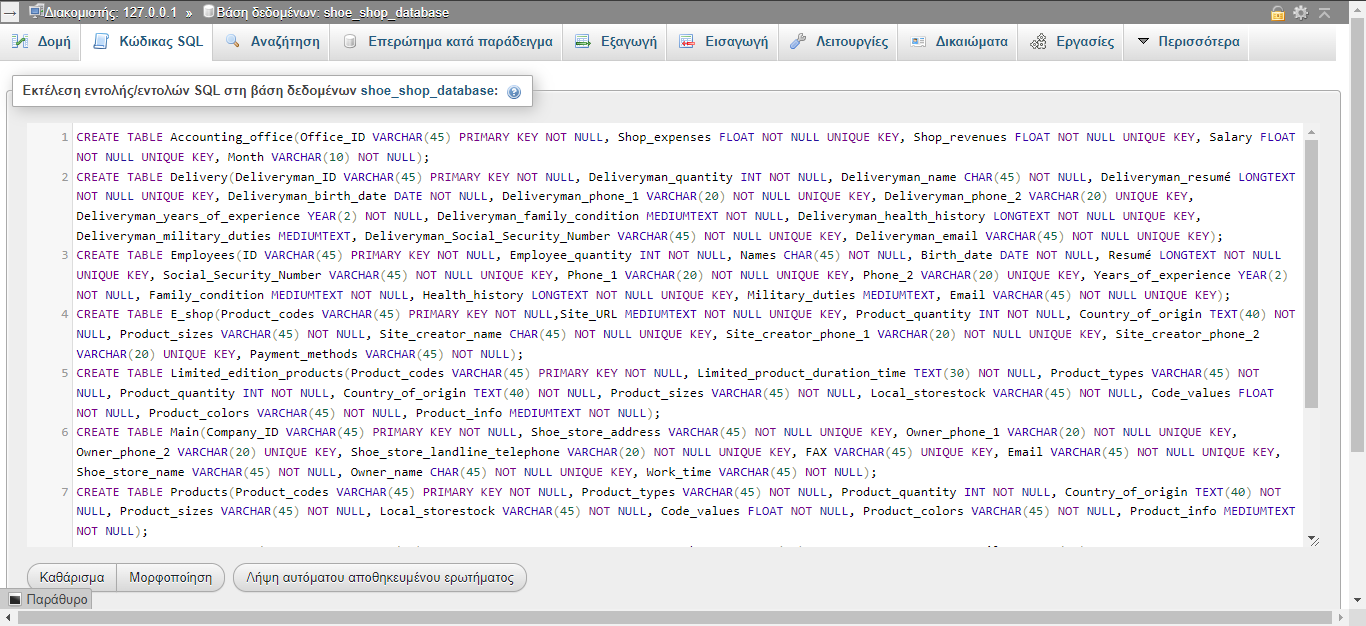 Διακομιστής: 127.0.0.1 » Βάση δεδομένων: shoe_shop_database
Δομή Κώδικας SQL Αναζήτηση Επερώτημα κατά παράδειγμα Εξαγωγή Εισαγωγή Λειτουργίες Δικαιώματα Εργασίες Περισσότερα
Εκτέλεση εντολής/εντολών SQL στη βάση δεδομένων shoe_shop_database:
1 CREATE TABLE Accounting_office(Office_ID VARCHAR(45) PRIMARY KEY NOT NULL, Shop_expenses FLOAT NOT NULL UNIQUE KEY, Shop_revenues FLOAT NOT NULL UNIQUE KEY, Salary FLOAT
NOT NULL UNIQUE KEY, Month VARCHAR(10) NOT NULL);
2 CREATE TABLE Delivery(Deliveryman_ID VARCHAR(45) PRIMARY KEY NOT NULL, Deliveryman_quantity INT NOT NULL, Deliveryman_name CHAR(45) NOT NULL, Deliveryman_resumé LONGTEXT
NOT NULL UNIQUE KEY, Deliveryman_birth_date DATE NOT NULL, Deliveryman_phone_1 VARCHAR(20) NOT NULL UNIQUE KEY, Deliveryman_phone_2 VARCHAR(20) UNIQUE KEY,
Deliveryman_years_of_experience YEAR(2) NOT NULL, Deliveryman_family_condition MEDIUMTEXT NOT NULL, Deliveryman_health_history LONGTEXT NOT NULL UNIQUE KEY,
Deliveryman_military_duties MEDIUMTEXT, Deliveryman_Social_Security_Number VARCHAR(45) NOT NULL UNIQUE KEY, Deliveryman_email VARCHAR(45) NOT NULL UNIQUE KEY);
3 CREATE TABLE Employees(ID VARCHAR(45) PRIMARY KEY NOT NULL, Employee_quantity INT NOT NULL, Names CHAR(45) NOT NULL, Birth_date DATE NOT NULL, Resumé LONGTEXT NOT NULL
UNIQUE KEY, Social_Security_Number VARCHAR(45) NOT NULL UNIQUE KEY, Phone_1 VARCHAR(20) NOT NULL UNIQUE KEY, Phone_2 VARCHAR(20) UNIQUE KEY, Years_of_experience YEAR(2)
NOT NULL, Family_condition MEDIUMTEXT NOT NULL, Health_history LONGTEXT NOT NULL UNIQUE KEY, Military_duties MEDIUMTEXT, Email VARCHAR(45) NOT NULL UNIQUE KEY);
4 CREATE TABLE E_shop(Product_codes VARCHAR(45) PRIMARY KEY NOT NULL,Site_URL MEDIUMTEXT NOT NULL UNIQUE KEY, Product_quantity INT NOT NULL, Country_of_origin TEXT(40) NOT
NULL, Product_sizes VARCHAR(45) NOT NULL, Site_creator_name CHAR(45) NOT NULL UNIQUE KEY, Site_creator_phone_1 VARCHAR(20) NOT NULL UNIQUE KEY, Site_creator_phone_2
VARCHAR(20) UNIQUE KEY, Payment_methods VARCHAR(45) NOT NULL);
5 CREATE TABLE Limited_edition_products(Product_codes VARCHAR(45) PRIMARY KEY NOT NULL, Limited_product_duration_time TEXT(30) NOT NULL, Product_types VARCHAR(45) NOT
NULL, Product_quantity INT NOT NULL, Country_of_origin TEXT(40) NOT NULL, Product_sizes VARCHAR(45) NOT NULL, Local_storestock VARCHAR(45) NOT NULL, Code_values FLOAT
NOT NULL, Product_colors VARCHAR(45) NOT NULL, Product_info MEDIUMTEXT NOT NULL);
6 CREATE TABLE Main(Company_ID VARCHAR(45) PRIMARY KEY NOT NULL, Shoe_store_address VARCHAR(45) NOT NULL UNIQUE KEY, Owner_phone_1 VARCHAR(20) NOT NULL UNIQUE KEY,
Owner_phone_2 VARCHAR(20) UNIQUE KEY, Shoe_store_landline_telephone VARCHAR(20) NOT NULL UNIQUE KEY, FAX VARCHAR(45) UNIQUE KEY, Email VARCHAR(45) NOT NULL UNIQUE KEY,
Shoe_store_name VARCHAR(45) NOT NULL, Owner_name CHAR(45) NOT NULL UNIQUE KEY, Work_time VARCHAR(45) NOT NULL);
7 CREATE TABLE Products(Product_codes VARCHAR(45) PRIMARY KEY NOT NULL, Product_types VARCHAR(45) NOT NULL, Product_quantity INT NOT NULL, Country_of_origin TEXT(40) NOT
NULL, Product_sizes VARCHAR(45) NOT NULL, Local_storestock VARCHAR(45) NOT NULL, Code_values FLOAT NOT NULL, Product_colors VARCHAR(45) NOT NULL, Product_info MEDIUMTEXT
NOT NULL);
Καθάρισμα Μορφοποίηση Λήψη αυτόματου αποθηκευμένου ερωτήματος
Παράθυρο